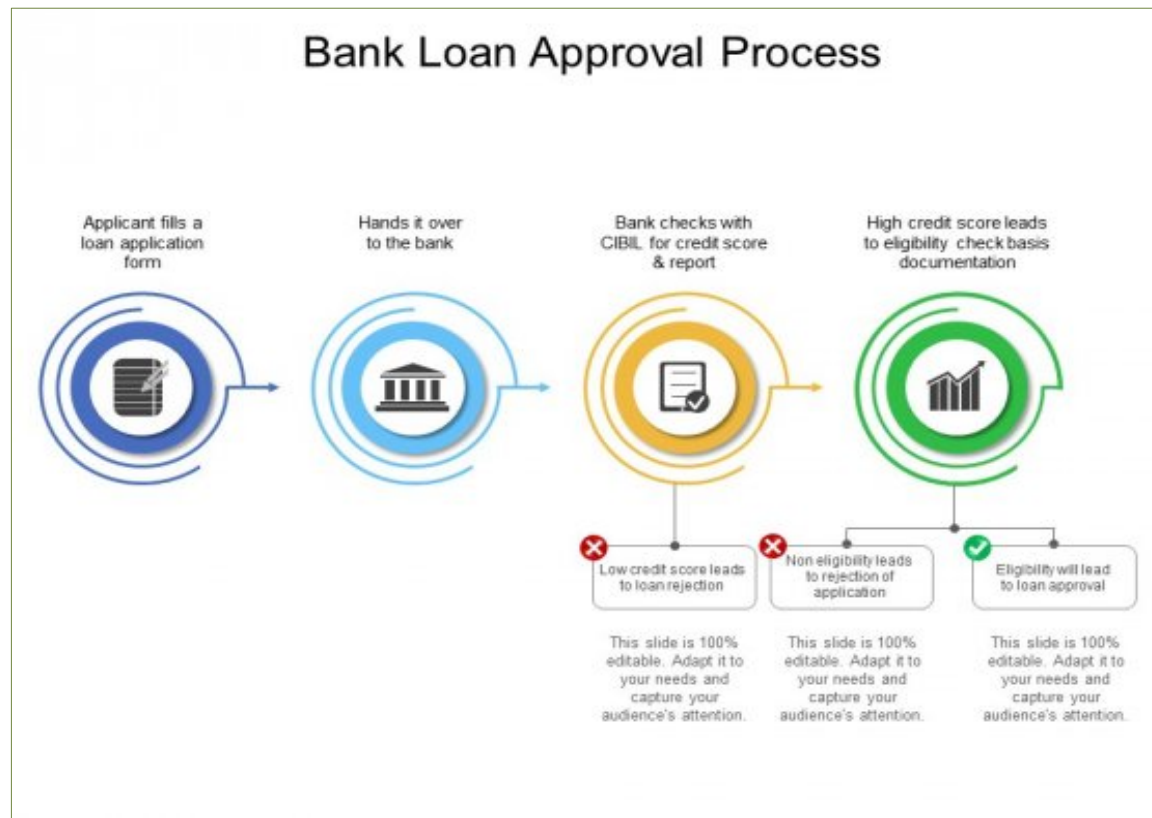 Bank Loan Approval Process
Applicant fills a
loan application
form
Hands it over
to the bank
Bank checks with
CIBIL for credit score
& report
High credit score leads
to eligibility check basis
documentation
Low credit score leads
to loan rejection
Non eligibility leads
to rejection of
application
Eligibility will lead
to loan approval
This slide is 100%
editable. Adapt it to
your needs and
capture your
audience's attention.
This slide is 100%
editable. Adapt it to
your needs and
capture your
audience's attention.
This slide is 100%
editable. Adapt it to
your needs and
capture your
audience's attention.